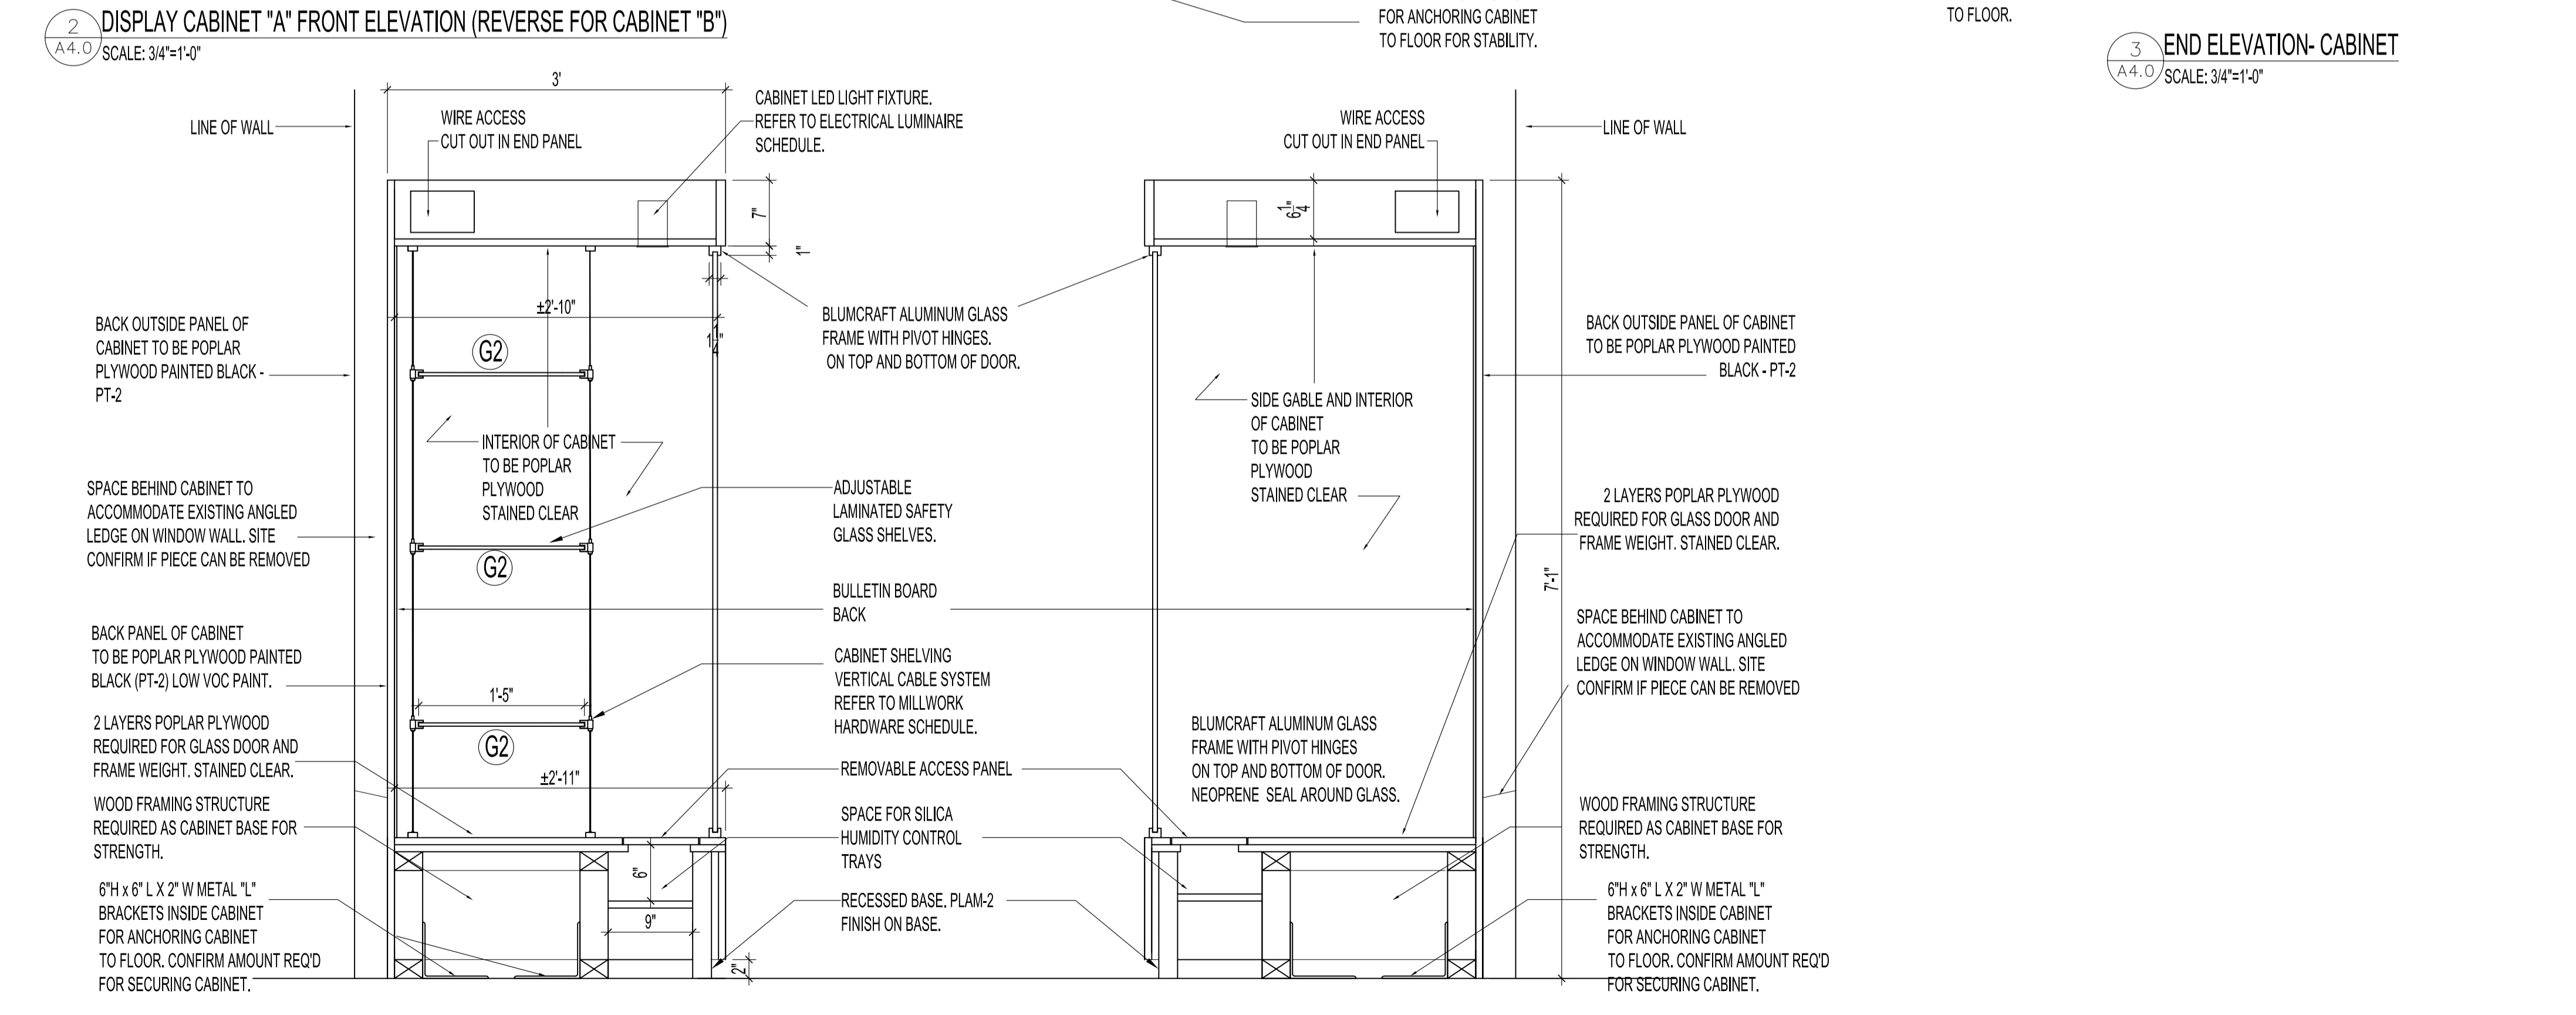 2
A4.0
DISPLAY CABINET "A" FRONT ELEVATION (REVERSE FOR CABINET "B")
SCALE: 3/4"=1'-0"
FOR ANCHORING CABINET
TO FLOOR FOR STABILITY.
TO FLOOR.
3
A4.0
END ELEVATION- CABINET
SCALE: 3/4"=1'-0"
3'
LINE OF WALL
WIRE ACCESS
CUT OUT IN END PANEL
CABINET LED LIGHT FIXTURE.
REFER TO ELECTRICAL LUMINAIRE
SCHEDULE.
7"
1"
±2'-10"
1 1/4"
G2
BACK OUTSIDE PANEL OF
CABINET TO BE POPLAR
PLYWOOD PAINTED BLACK -
PT-2
INTERIOR OF CABINET
TO BE POPLAR
PLYWOOD
STAINED CLEAR
SPACE BEHIND CABINET TO
ACCOMMODATE EXISTING ANGLED
LEDGE ON WINDOW WALL. SITE
CONFIRM IF PIECE CAN BE REMOVED
G2
BACK PANEL OF CABINET
TO BE POPLAR PLYWOOD PAINTED
BLACK (PT-2) LOW VOC PAINT.
1'-5"
G2
2 LAYERS POPLAR PLYWOOD
REQUIRED FOR GLASS DOOR AND
FRAME WEIGHT. STAINED CLEAR.
±2'-11"
WOOD FRAMING STRUCTURE
REQUIRED AS CABINET BASE FOR
STRENGTH.
6"
9"
2"
6"H x 6" L X 2" W METAL "L"
BRACKETS INSIDE CABINET
FOR ANCHORING CABINET
TO FLOOR. CONFIRM AMOUNT REQ'D
FOR SECURING CABINET.
BLUMCRAFT ALUMINUM GLASS
FRAME WITH PIVOT HINGES.
ON TOP AND BOTTOM OF DOOR.
ADJUSTABLE
LAMINATED SAFETY
GLASS SHELVES.
BULLETIN BOARD
BACK
CABINET SHELVING
VERTICAL CABLE SYSTEM
REFER TO MILLWORK
HARDWARE SCHEDULE.
REMOVABLE ACCESS PANEL
SPACE FOR SILICA
HUMIDITY CONTROL
TRAYS
RECESSED BASE. PLAM-2
FINISH ON BASE.
WIRE ACCESS
CUT OUT IN END PANEL
LINE OF WALL
6 1/4"
SIDE GABLE AND INTERIOR
OF CABINET
TO BE POPLAR
PLYWOOD
STAINED CLEAR
BLUMCRAFT ALUMINUM GLASS
FRAME WITH PIVOT HINGES
ON TOP AND BOTTOM OF DOOR.
NEOPRENE SEAL AROUND GLASS.
7'-1"
BACK OUTSIDE PANEL OF CABINET
TO BE POPLAR PLYWOOD PAINTED
BLACK - PT-2
2 LAYERS POPLAR PLYWOOD
REQUIRED FOR GLASS DOOR AND
FRAME WEIGHT. STAINED CLEAR.
SPACE BEHIND CABINET TO
ACCOMMODATE EXISTING ANGLED
LEDGE ON WINDOW WALL. SITE
CONFIRM IF PIECE CAN BE REMOVED
WOOD FRAMING STRUCTURE
REQUIRED AS CABINET BASE FOR
STRENGTH.
6"H x 6" L X 2" W METAL "L"
BRACKETS INSIDE CABINET
FOR ANCHORING CABINET
TO FLOOR. CONFIRM AMOUNT REQ'D
FOR SECURING CABINET.